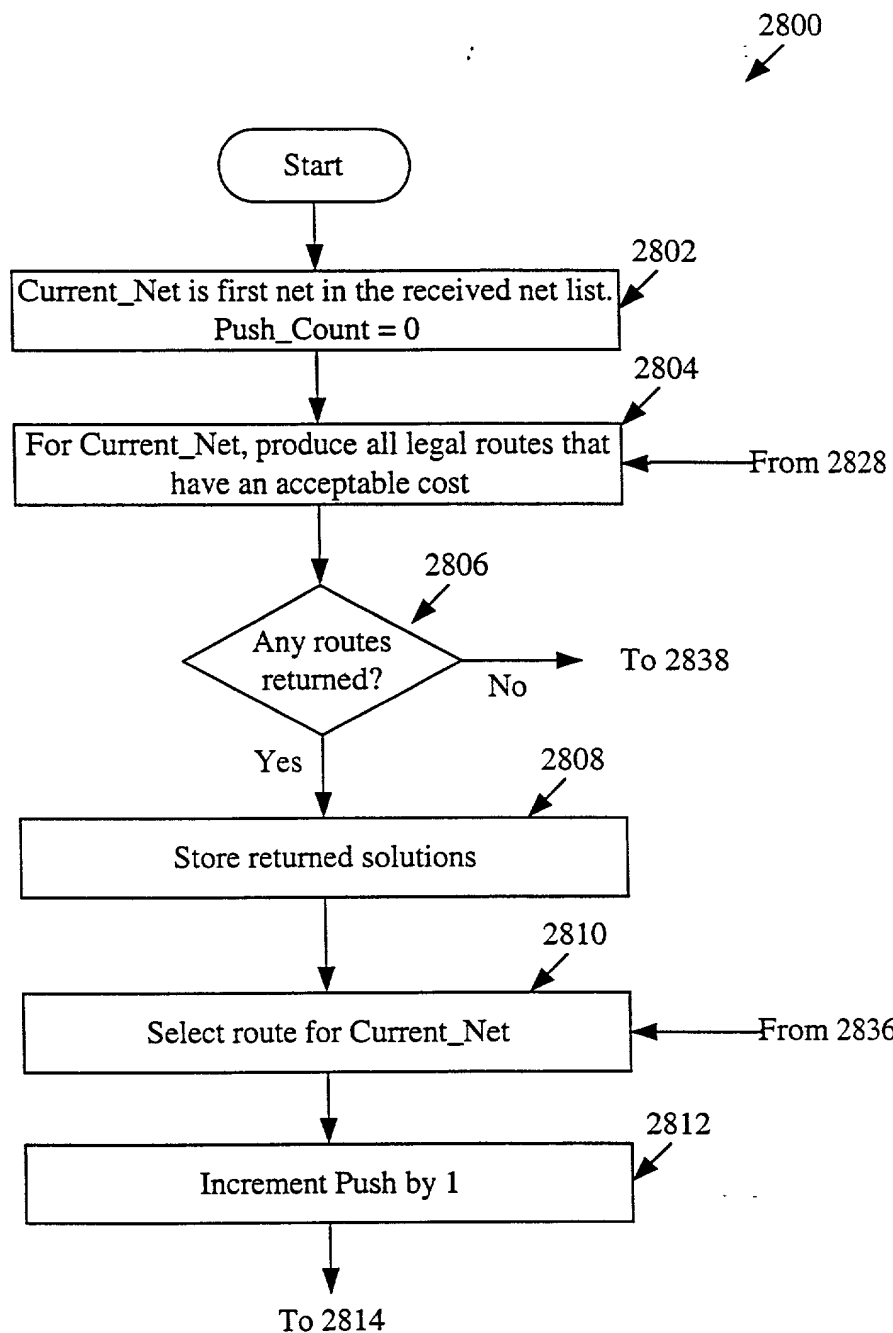 2800
Start
2802
Current_Net is first net in the received net list.
Push_Count = 0
2804
For Current_Net, produce all legal routes that
have an acceptable cost
From 2828
2806
Any routes
returned?
No
To 2838
Yes
2808
Store returned solutions
2810
Select route for Current_Net
From 2836
2812
Increment Push by 1
To 2814